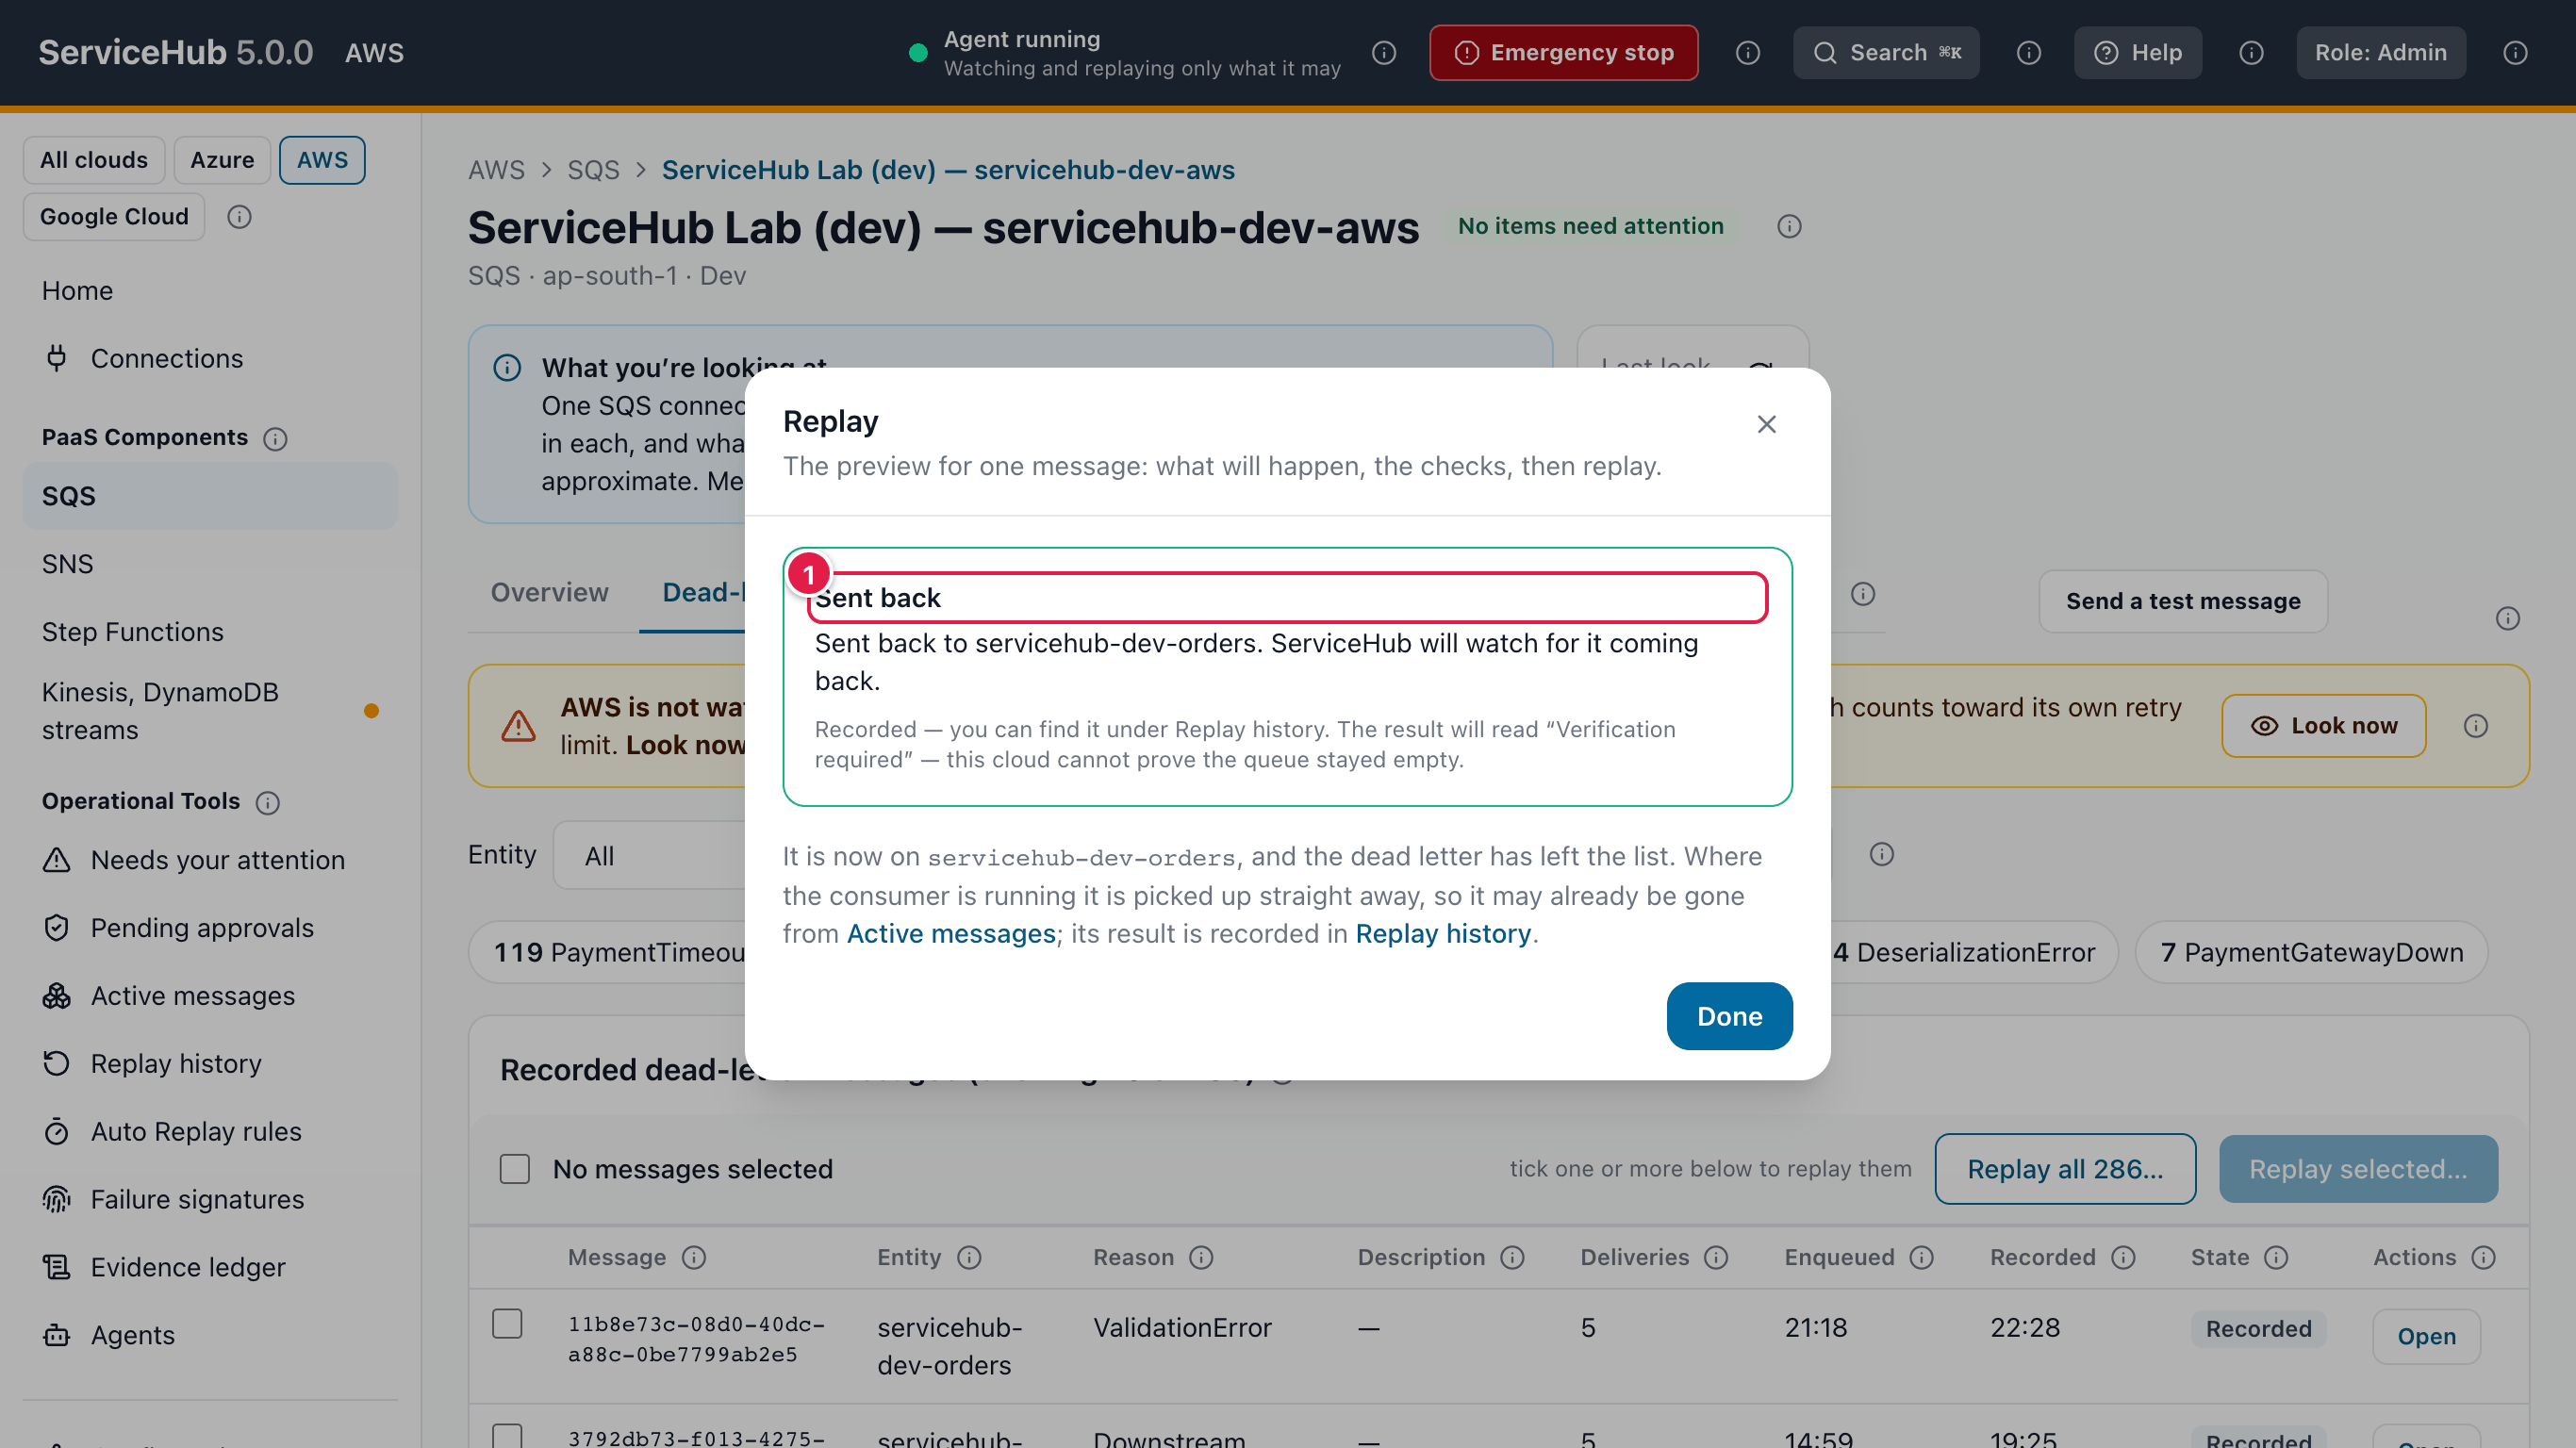 ServiceHub 5.0.0 AWS
Agent running
Watching and replaying only what it may
Emergency stop
Search ⌘K
Help
Role: Admin
All clouds
Azure
AWS
Google Cloud
Home
Connections
PaaS Components
SQS
SNS
Step Functions
Kinesis, DynamoDB
streams
Operational Tools
Needs your attention
Pending approvals
Active messages
Replay history
Auto Replay rules
Failure signatures
Evidence ledger
Agents
AWS > SQS > ServiceHub Lab (dev) — servicehub-dev-aws
ServiceHub Lab (dev) — servicehub-dev-aws
No items need attention
SQS · ap-south-1 · Dev
What you're looking at
One SQS connec
in each, and wha
approximate. Me
Last look
Overview
Dead-l
Send a test message
AWS is not wa
limit. Look now
h counts toward its own retry
Look now
Entity
All
119 PaymentTimeou
4 DeserializationError
7 PaymentGatewayDown
Replay
The preview for one message: what will happen, the checks, then replay.
1
Sent back
Sent back to servicehub-dev-orders. ServiceHub will watch for it coming
back.
Recorded — you can find it under Replay history. The result will read “Verification
required” — this cloud cannot prove the queue stayed empty.
It is now on servicehub-dev-orders, and the dead letter has left the list. Where
the consumer is running it is picked up straight away, so it may already be gone
from Active messages; its result is recorded in Replay history.
Done
Recorded dead-le
No messages selected
tick one or more below to replay them
Replay all 286...
Replay selected...
Message
Entity
Reason
Description
Deliveries
Enqueued
Recorded
State
Actions
11b8e73c-08d0-40dc-
a88c-0be7799ab2e5
servicehub-
dev-orders
ValidationError
—
5
21:18
22:28
Recorded
Open
3792db73-f013-4275-
servicehub-
Downstream
—
5
14:59
19:25
Recorded
Open